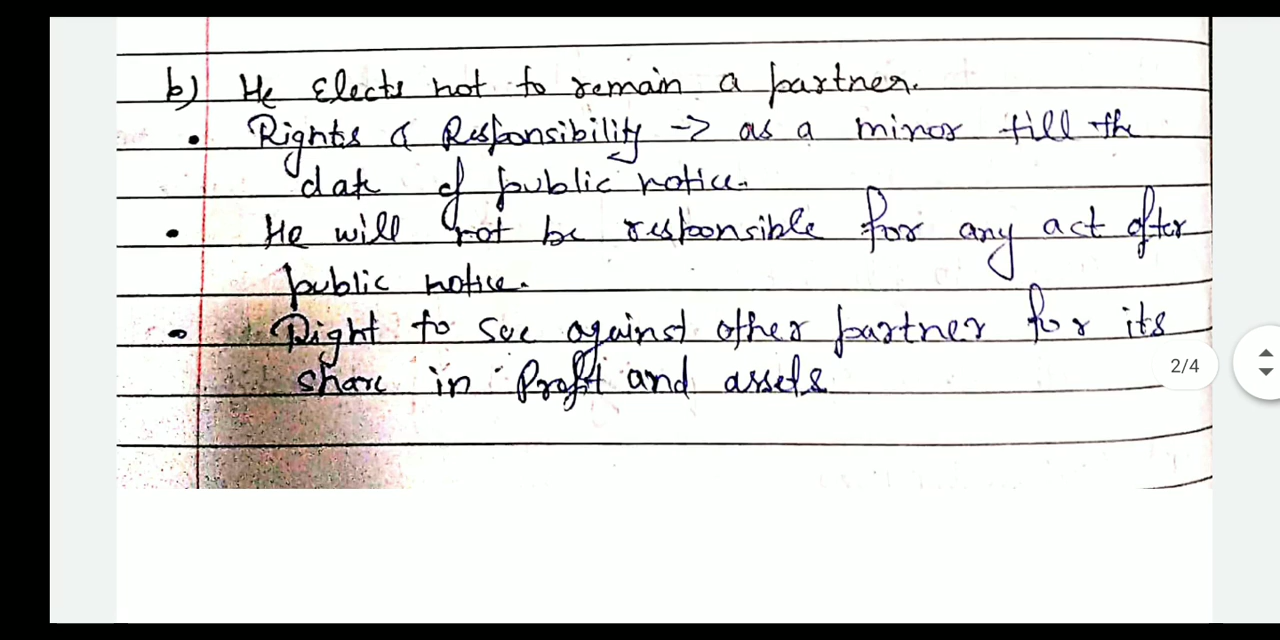 b) He Elects not to remain a partner.
• Rights & Responsibility -> as a minor till the
date of public notice.
• He will not be responsible for any act after
public notice.
• Right to sue against other partner for its
share in Profit and assets
2/4